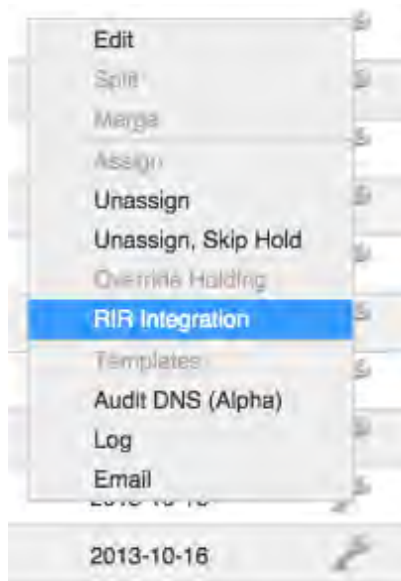 Edit
Split
Merge
Assign
Unassign
Unassign, Skip Hold
Override Holding
RIR Integration
Templates
Audit DNS (Alpha)
Log
Email
2013-10-16